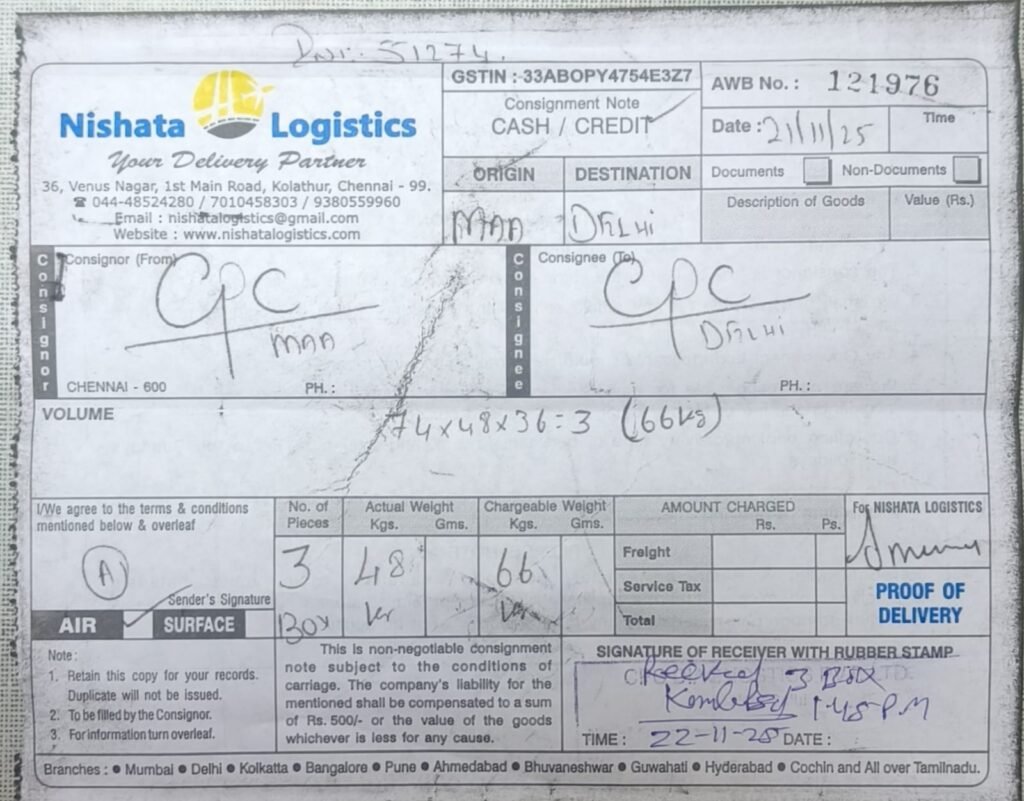 51274.
Nishata Logistics
Your Delivery Partner
36, Venus Nagar, 1st Main Road, Kolathur, Chennai - 99.
☎ 044-48524280 / 7010458303 / 9380559960
Email : nishatalogistics@gmail.com
Website : www.nishatalogistics.com
GSTIN : 33ABOPY4754E3Z7
Consignment Note
CASH / CREDIT
AWB No. : 121976
Date : 21/11/25
Time
ORIGIN
DESTINATION
MAA
DELHI
Documents
Non-Documents
Description of Goods
Value (Rs.)
Consignor
Consignor (From)
CPC
MAA
CHENNAI - 600
PH. :
Consignee
Consignee (To)
CPC
DELHI
PH. :
VOLUME
74x48x36=3 (66kg)
I/We agree to the terms & conditions
mentioned below & overleaf
A
Sender's Signature
AIR
SURFACE
No. of Pieces
3
Box
Actual Weight
Kgs. Gms.
48
Chargeable Weight
Kgs. Gms.
66
AMOUNT CHARGED
Rs. Ps.
Freight
Service Tax
Total
For NISHATA LOGISTICS
PROOF OF
DELIVERY
Note :
1. Retain this copy for your records.
Duplicate will not be issued.
2. To be filled by the Consignor.
3. For information turn overleaf.
This is non-negotiable consignment
note subject to the conditions of
carriage. The company's liability for the
mentioned shall be compensated to a sum
of Rs. 500/- or the value of the goods
whichever is less for any cause.
SIGNATURE OF RECEIVER WITH RUBBER STAMP
Received 3 Box
1.45 P.M
TIME : 22-11-25 DATE :
Branches : ● Mumbai ● Delhi ● Kolkatta ● Bangalore ● Pune ● Ahmedabad ● Bhuvaneshwar ● Guwahati ● Hyderabad ● Cochin and All over Tamilnadu.